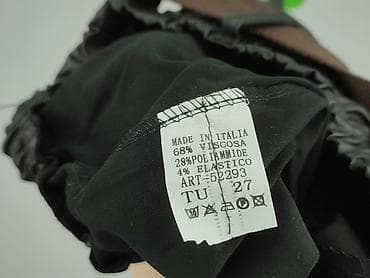 MADE IN ITALIA
68% VISCOSA
28%POLIAMMIDE
4% ELASTICO
ART-52293
TU 27